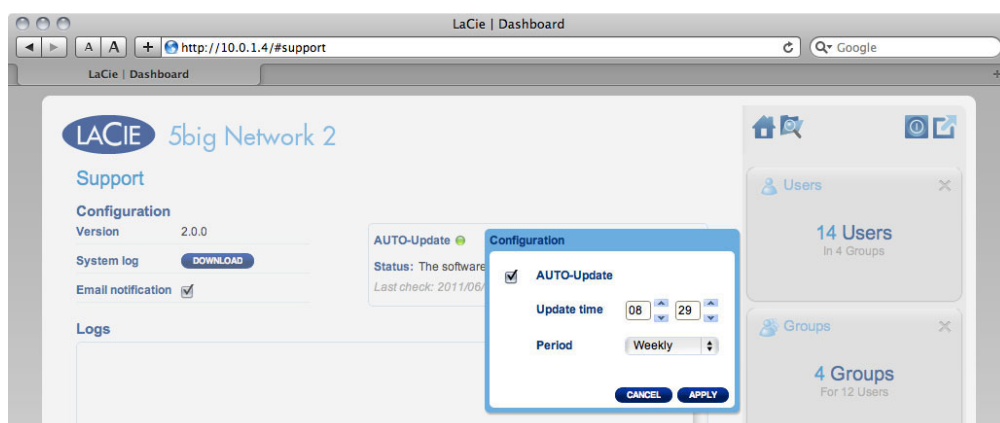 LaCie | Dashboard
A A + http://10.0.1.4/#support Google
LaCie | Dashboard +
LACIE 5big Network 2
Support
Configuration
Version 2.0.0
System log DOWNLOAD
Email notification
Logs
AUTO-Update
Status: The software
Last check: 2011/06/
Configuration
AUTO-Update
Update time 08 29
Period Weekly
CANCEL APPLY
Users
14 Users
In 4 Groups
Groups
4 Groups
For 12 Users